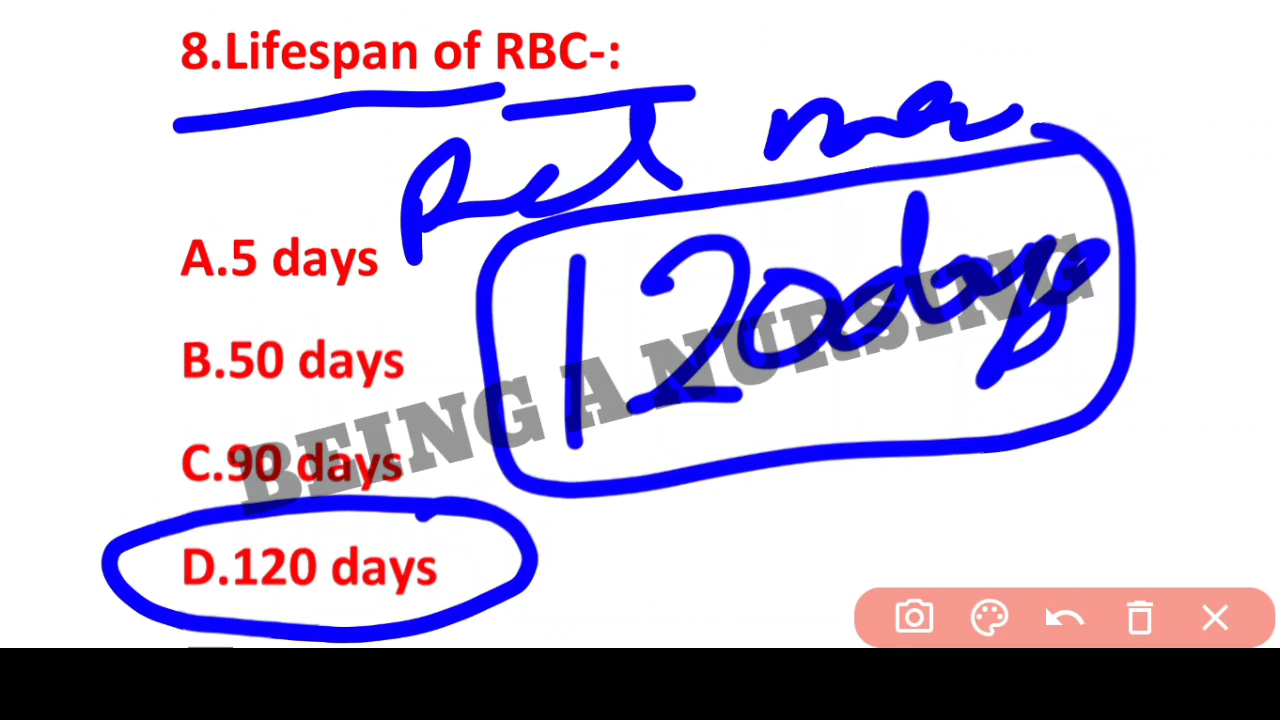 8.Lifespan of RBC-:
A.5 days
120days
B.50 days
C.90 days
BEING A NURSING
D.120 days